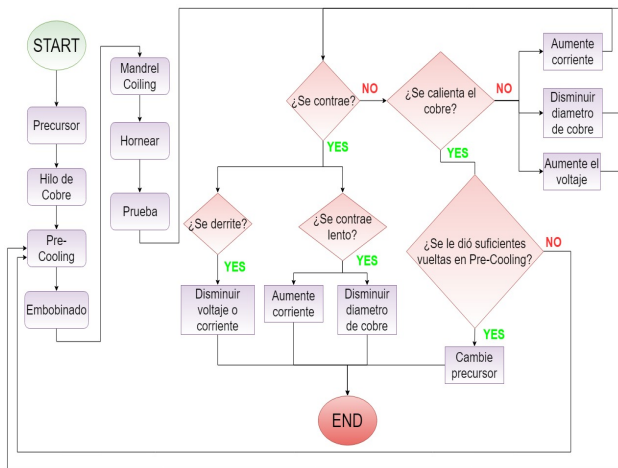 START
Precursor
Hilo de
Cobre
Pre-
Cooling
Embobinado
Mandrel
Coiling
Hornear
Prueba
¿Se contrae?
NO
YES
¿Se calienta el
cobre?
NO
YES
Aumente
corriente
Disminuir
diametro
de cobre
Aumente el
voltaje
¿Se derrite?
YES
¿Se contrae
lento?
YES
¿Se le dió suficientes
vueltas en Pre-Cooling?
NO
YES
Disminuir
voltaje o
corriente
Aumente
corriente
Disminuir
diametro
de cobre
Cambie
precursor
END